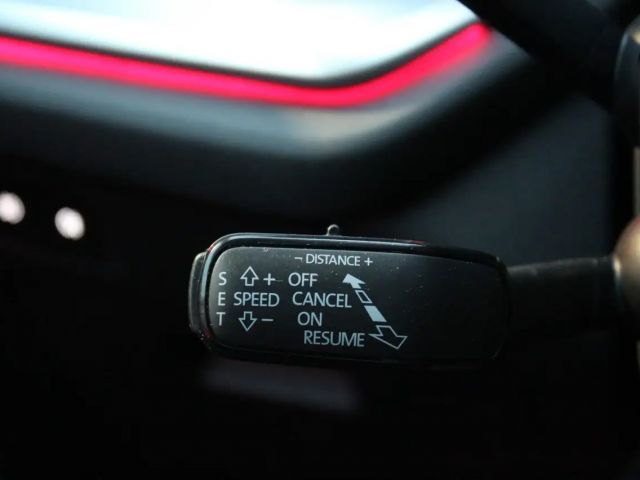 - DISTANCE +
S + OFF
E SPEED CANCEL
T - ON
RESUME